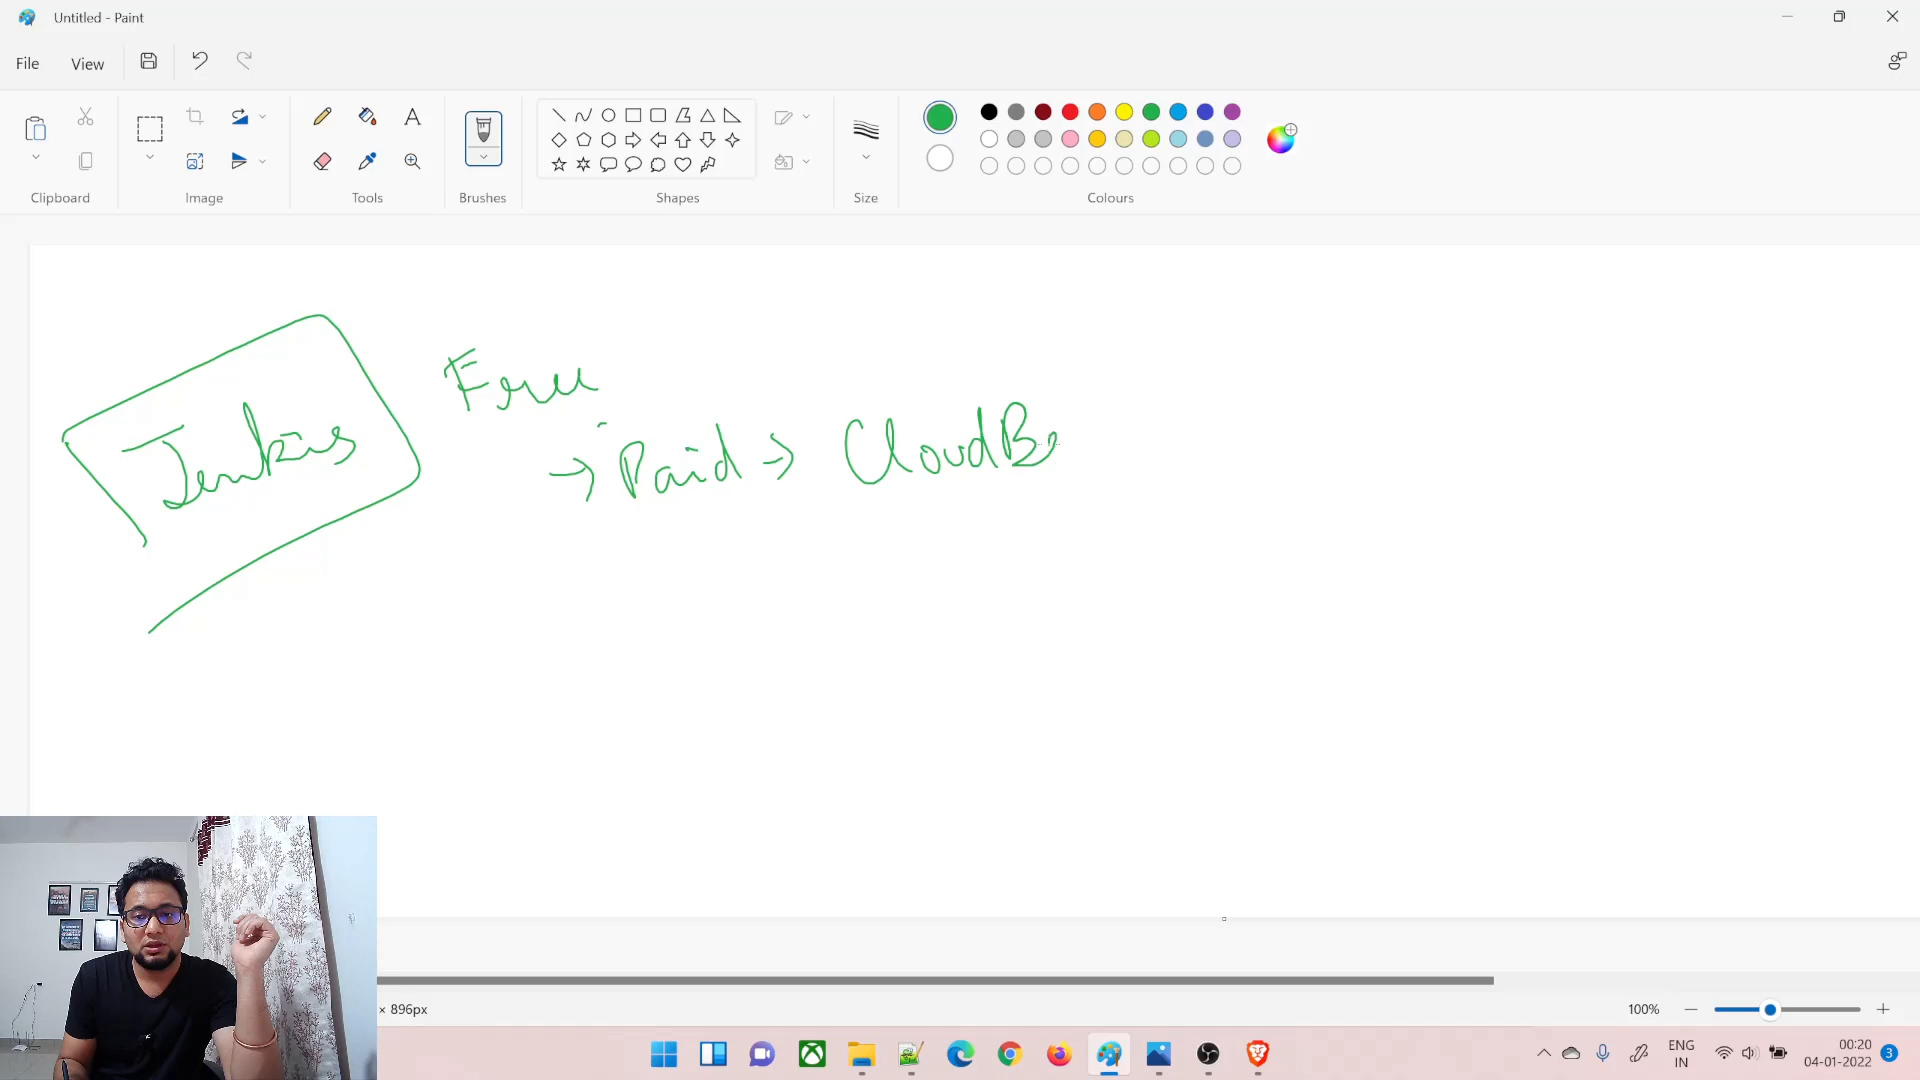 Untitled - Paint
File
View
Clipboard
Image
Tools
Brushes
Shapes
Size
Colours
Free
Jenkins
→ Paid → CloudBe
× 896px
100%
ENG
IN
00:20
04-01-2022
3